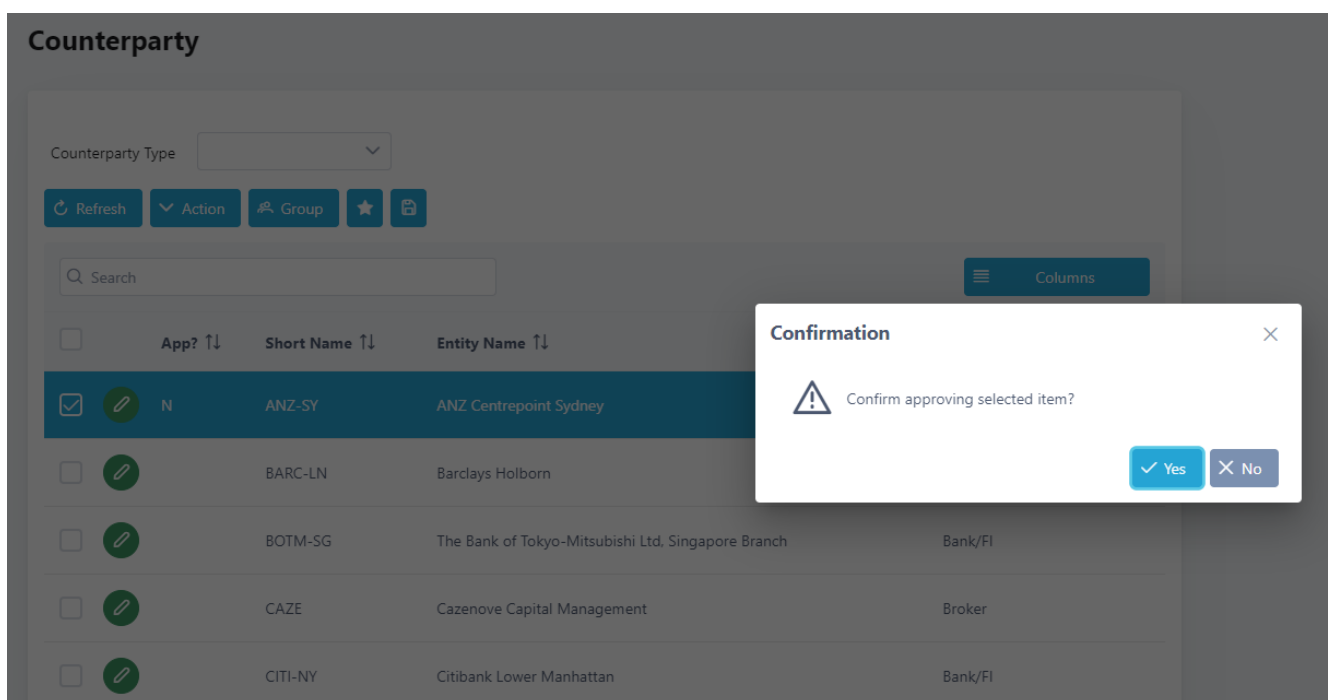 Counterparty
Counterparty Type
Refresh Action Group
Search Columns
App? Short Name Entity Name
N ANZ-SY ANZ Centrepoint Sydney
BARC-LN Barclays Holborn
BOTM-SG The Bank of Tokyo-Mitsubishi Ltd, Singapore Branch Bank/FI
CAZE Cazenove Capital Management Broker
CITI-NY Citibank Lower Manhattan Bank/FI
Confirmation
Confirm approving selected item?
Yes No